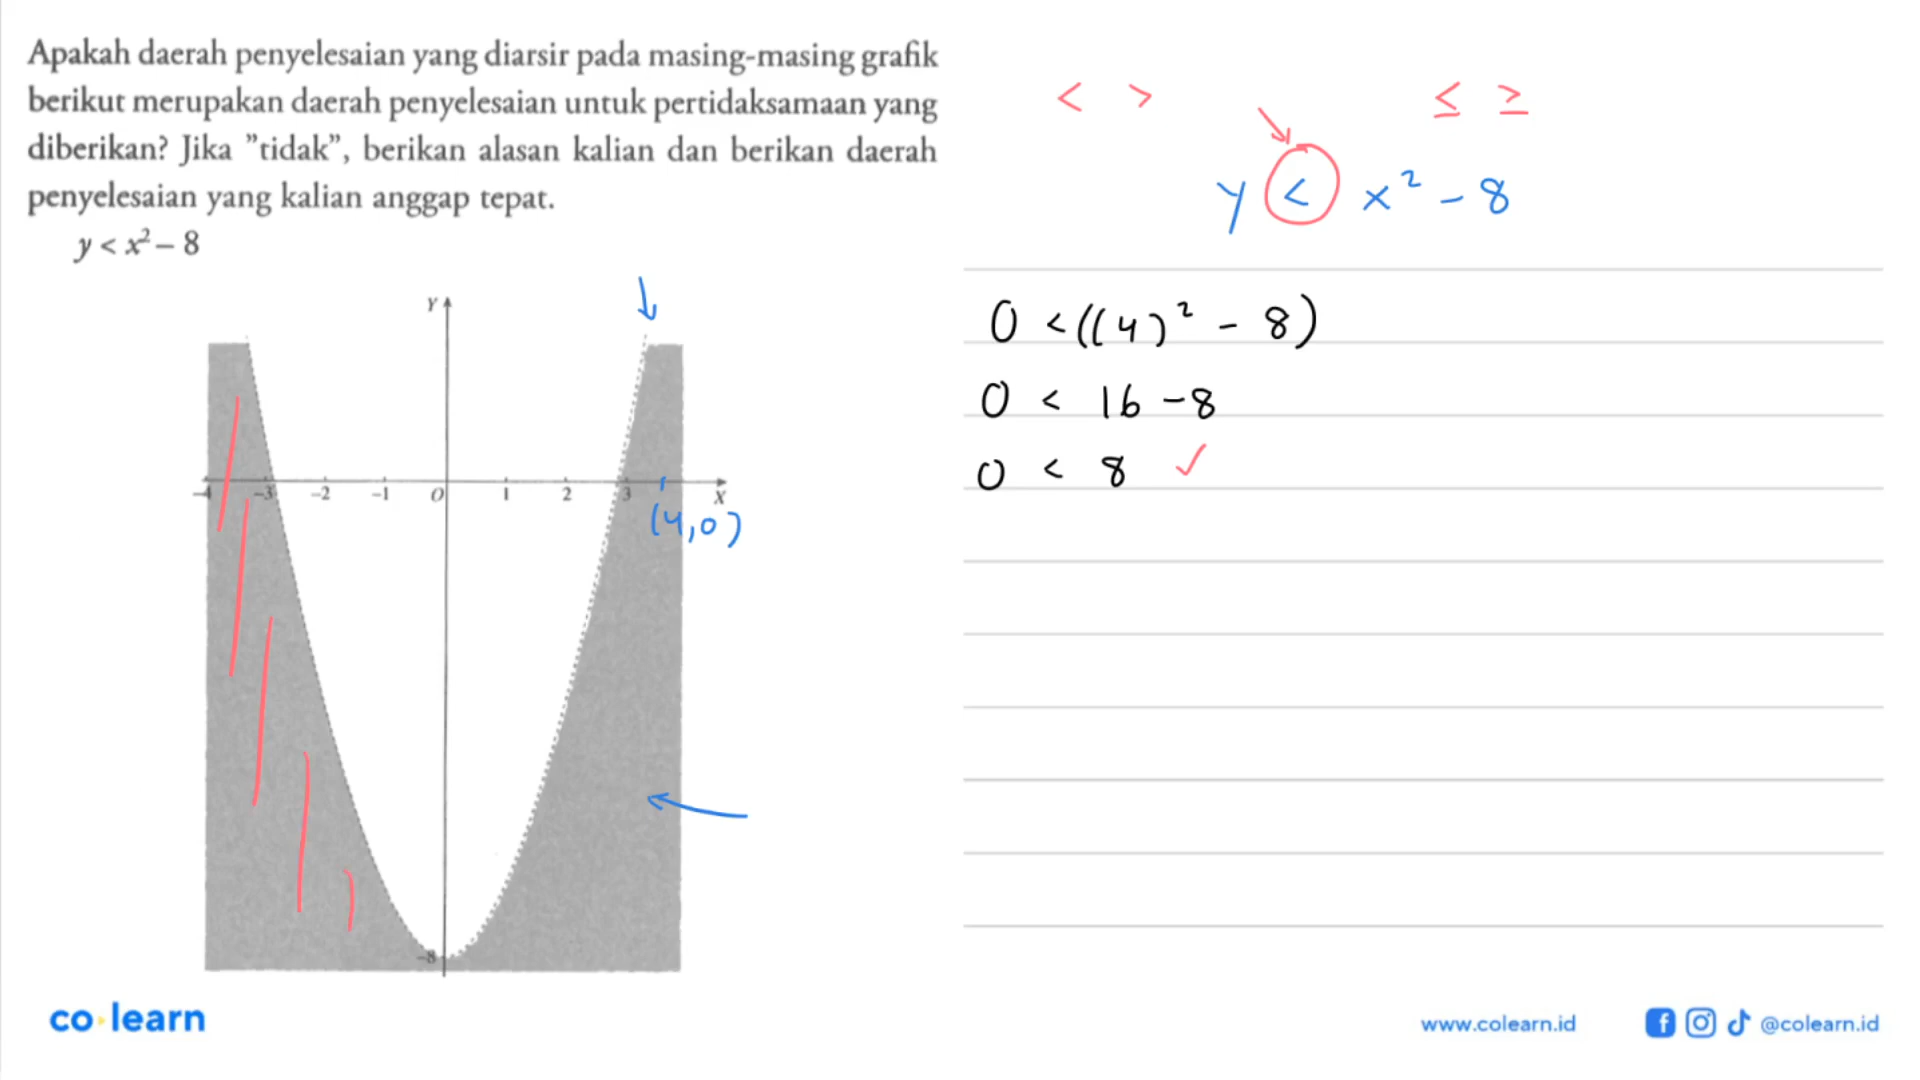 Apakah daerah penyelesaian yang diarsir pada masing-masing grafik
berikut merupakan daerah penyelesaian untuk pertidaksamaan yang
diberikan? Jika "tidak", berikan alasan kalian dan berikan daerah
penyelesaian yang kalian anggap tepat.
y < x² – 8
< > ≤ ≥
y < x² - 8
0 < ((4)² - 8)
0 < 16 - 8
0 < 8 ✓
Y
-4 -3 -2 -1 O 1 2 3 X
(4,0)
-8
co learn
www.colearn.id
@colearn.id